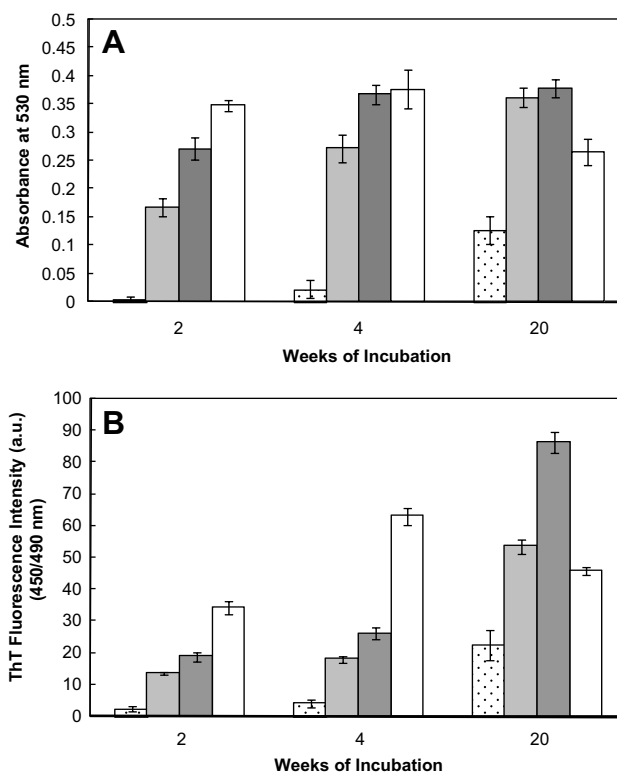 A
Absorbance at 530 nm
0.5
0.45
0.4
0.35
0.3
0.25
0.2
0.15
0.1
0.05
0
2 4 20
Weeks of Incubation
B
ThT Fluorescence Intensity (a.u.)
(450/490 nm)
100
90
80
70
60
50
40
30
20
10
0
2 4 20
Weeks of Incubation